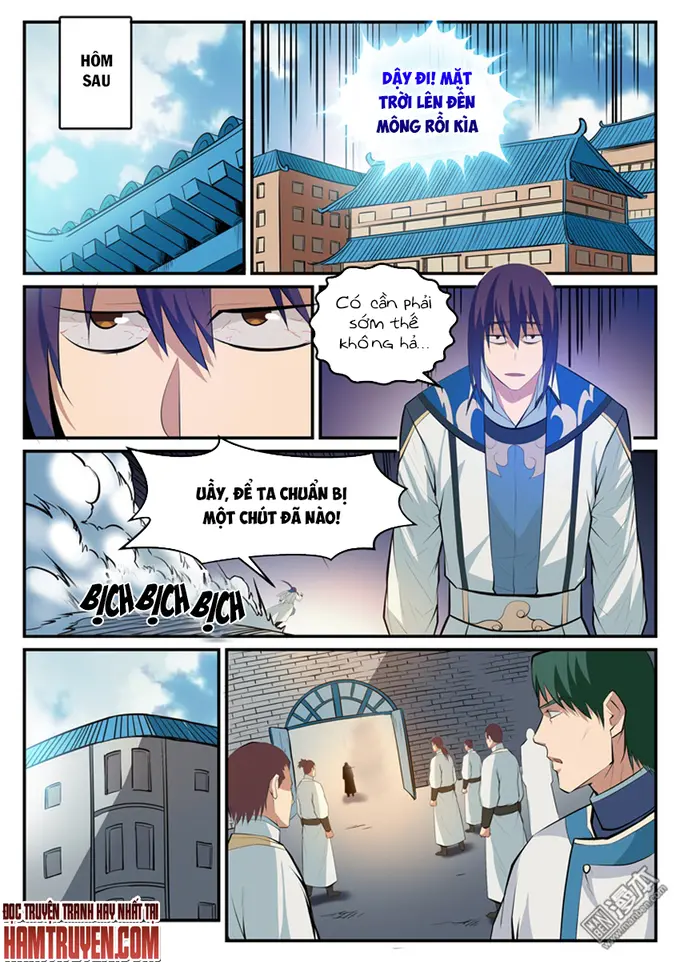 HÔM
SAU
DẬY ĐI! MẶT
TRỜI LÊN ĐẾN
MÔNG RỒI KÌA
Có cần phải
sớm thế
không hả...
UẦY, ĐỂ TA CHUẨN BỊ
MỘT CHÚT ĐÃ NÀO!
BỊCH BỊCH BỊCH
ĐỌC TRUYỆN TRANH HAY NHẤT TẠI
HAMTRUYEN.COM
漫本